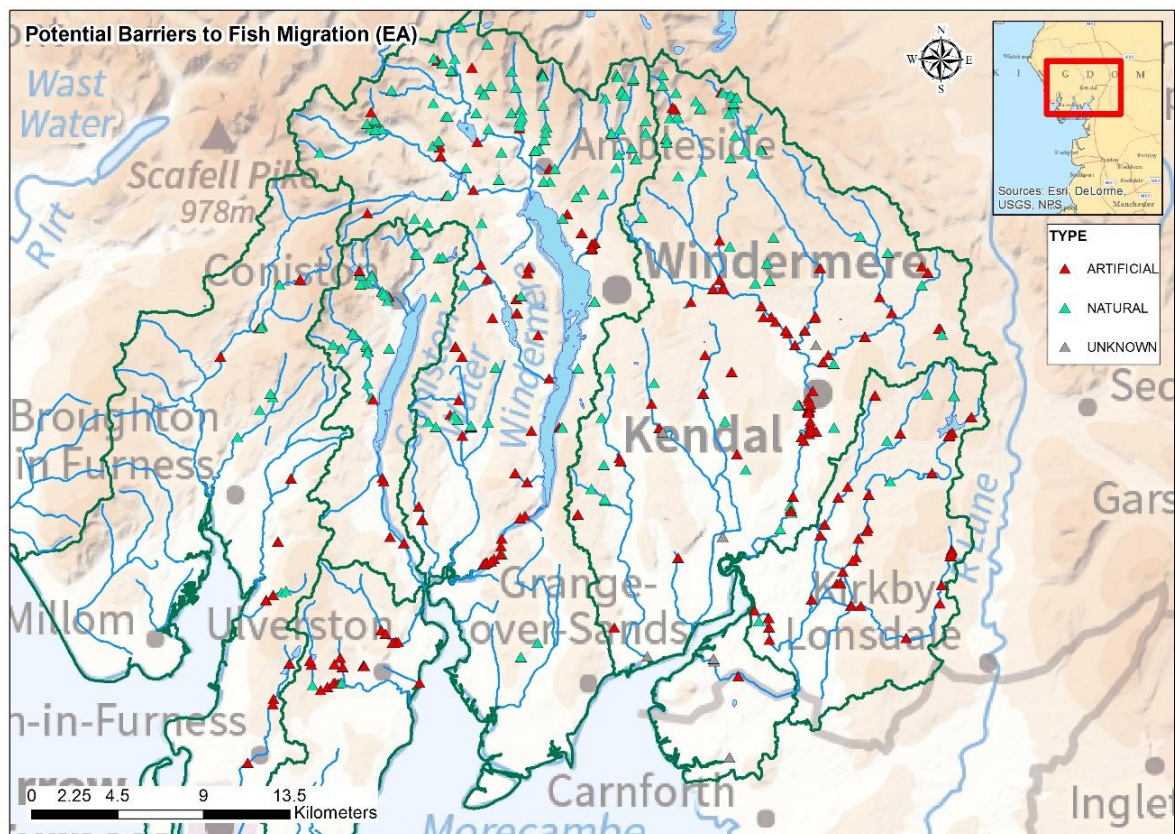 Potential Barriers to Fish Migration (EA)
Wast
Water
Scafell Pike
978m
R Irt
Ambleside
Coniston
Windermere
Windermere
Coniston
Water
Broughton
in Furness
Kendal
Sed
Gars
R Lune
Millom
Ulverston
Grange-
over-Sands
Kirkby
Lonsdale
n-in-Furness
Carnforth
Inglet
Morecambe
0 2.25 4.5 9 13.5
Kilometers
N
W E
S
K I N G D O M
Kendal
Manchester
Sources: Esri, DeLorme,
USGS, NPS
TYPE
ARTIFICIAL
NATURAL
UNKNOWN